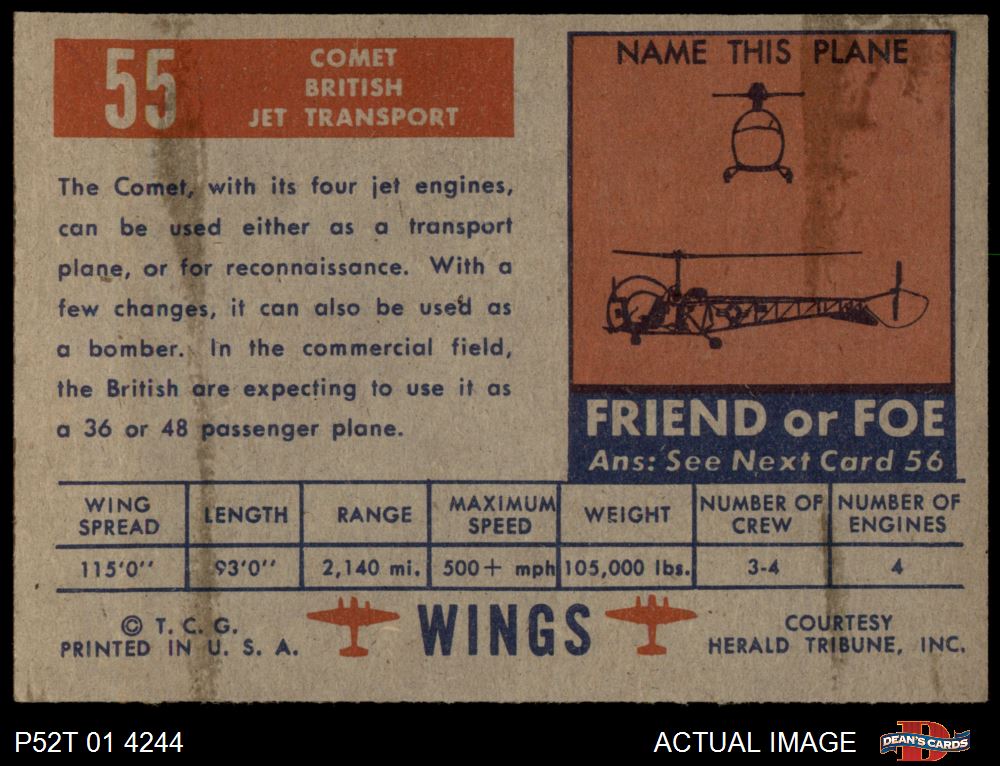 55
COMET
BRITISH
JET TRANSPORT
The Comet, with its four jet engines,
can be used either as a transport
plane, or for reconnaissance. With a
few changes, it can also be used as
a bomber. In the commercial field,
the British are expecting to use it as
a 36 or 48 passenger plane.
NAME THIS PLANE
FRIEND or FOE
Ans: See Next Card 56
WING SPREAD LENGTH RANGE MAXIMUM SPEED WEIGHT NUMBER OF CREW NUMBER OF ENGINES
115'0" 93'0" 2,140 mi. 500+ mph 105,000 lbs. 3-4 4
© T. C. G.
PRINTED IN U. S. A.
WINGS
COURTESY
HERALD TRIBUNE, INC.
P52T 01 4244
ACTUAL IMAGE
D
DEAN'S CARDS